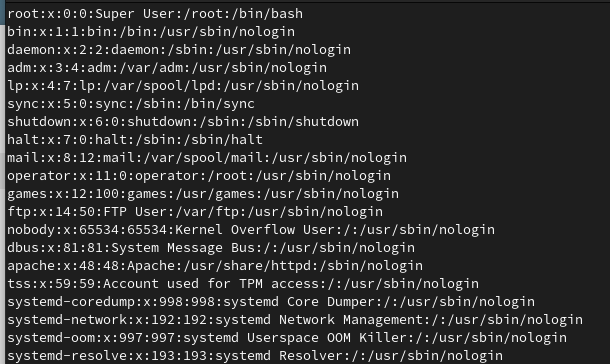 root:x:0:0:Super User:/root:/bin/bash
bin:x:1:1:bin:/bin:/usr/sbin/nologin
daemon:x:2:2:daemon:/sbin:/usr/sbin/nologin
adm:x:3:4:adm:/var/adm:/usr/sbin/nologin
lp:x:4:7:lp:/var/spool/lpd:/usr/sbin/nologin
sync:x:5:0:sync:/sbin:/bin/sync
shutdown:x:6:0:shutdown:/sbin:/sbin/shutdown
halt:x:7:0:halt:/sbin:/sbin/halt
mail:x:8:12:mail:/var/spool/mail:/usr/sbin/nologin
operator:x:11:0:operator:/root:/usr/sbin/nologin
games:x:12:100:games:/usr/games:/usr/sbin/nologin
ftp:x:14:50:FTP User:/var/ftp:/usr/sbin/nologin
nobody:x:65534:65534:Kernel Overflow User:/:/usr/sbin/nologin
dbus:x:81:81:System Message Bus:/:/usr/sbin/nologin
apache:x:48:48:Apache:/usr/share/httpd:/sbin/nologin
tss:x:59:59:Account used for TPM access:/:/usr/sbin/nologin
systemd-coredump:x:998:998:systemd Core Dumper:/:/usr/sbin/nologin
systemd-network:x:192:192:systemd Network Management:/:/usr/sbin/nologin
systemd-oom:x:997:997:systemd Userspace OOM Killer:/:/usr/sbin/nologin
systemd-resolve:x:193:193:systemd Resolver:/:/usr/sbin/nologin